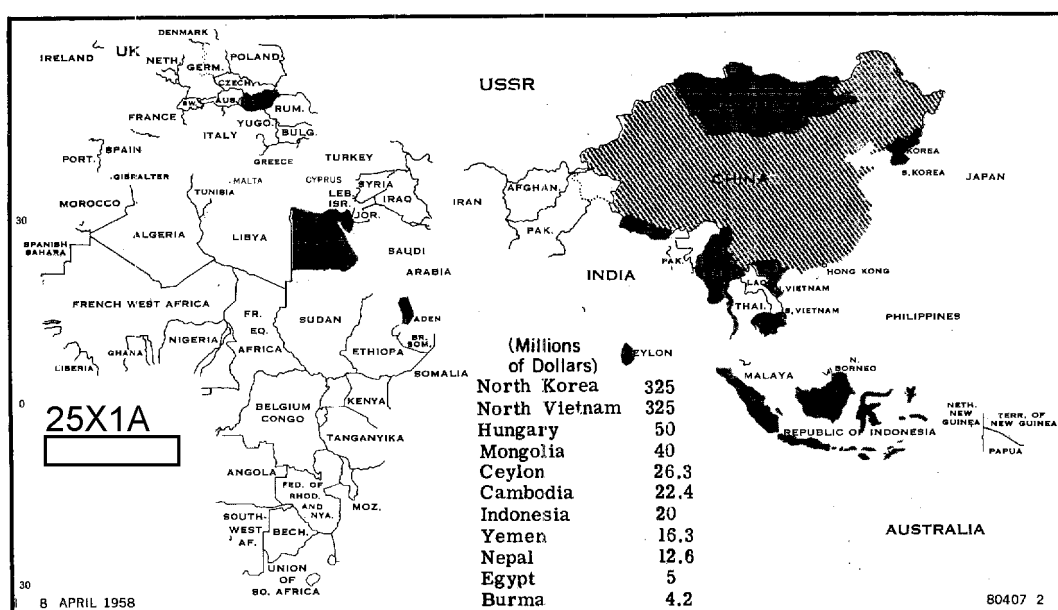 DENMARK
IRELAND
UK
NETH.
GERM.
POLAND
CZECH.
SW.
AUS.
RUM.
FRANCE
YUGO.
ITALY
BULG.
PORT.
SPAIN
GREECE
TURKEY
GIBRALTER
MALTA
CYPRUS
SYRIA
TUNISIA
LEB.
ISR.
IRAQ
JOR.
MOROCCO
30
ALGERIA
LIBYA
SPANISH
SAHARA
SAUDI
ARABIA
FRENCH WEST AFRICA
FR.
EQ.
AFRICA
SUDAN
ADEN
NIGERIA
BR.
SOM.
GHANA
ETHIOPA
LIBERIA
SOMALIA
KENYA
BELGIUM
CONGO
0
TANGANYIKA
25X1A
ANGOLA
FED. OF
RHOD.
AND
NYA.
MOZ.
SOUTH-
WEST
AF.
BECH.
UNION
OF
SO. AFRICA
30
8 APRIL 1958
USSR
CHINA
KOREA
S. KOREA
JAPAN
AFGHAN.
IRAN
PAK.
INDIA
PAK.
HONG KONG
LAO
VIETNAM
THAI.
S. VIETNAM
PHILIPPINES
CEYLON
MALAYA
N.
BORNEO
REPUBLIC OF INDONESIA
NETH.
NEW
GUINEA
TERR. OF
NEW GUINEA
PAPUA
AUSTRALIA
(Millions
of Dollars)
North Korea 325
North Vietnam 325
Hungary 50
Mongolia 40
Ceylon 26.3
Cambodia 22.4
Indonesia 20
Yemen 16.3
Nepal 12.6
Egypt 5
Burma 4.2
80407 2